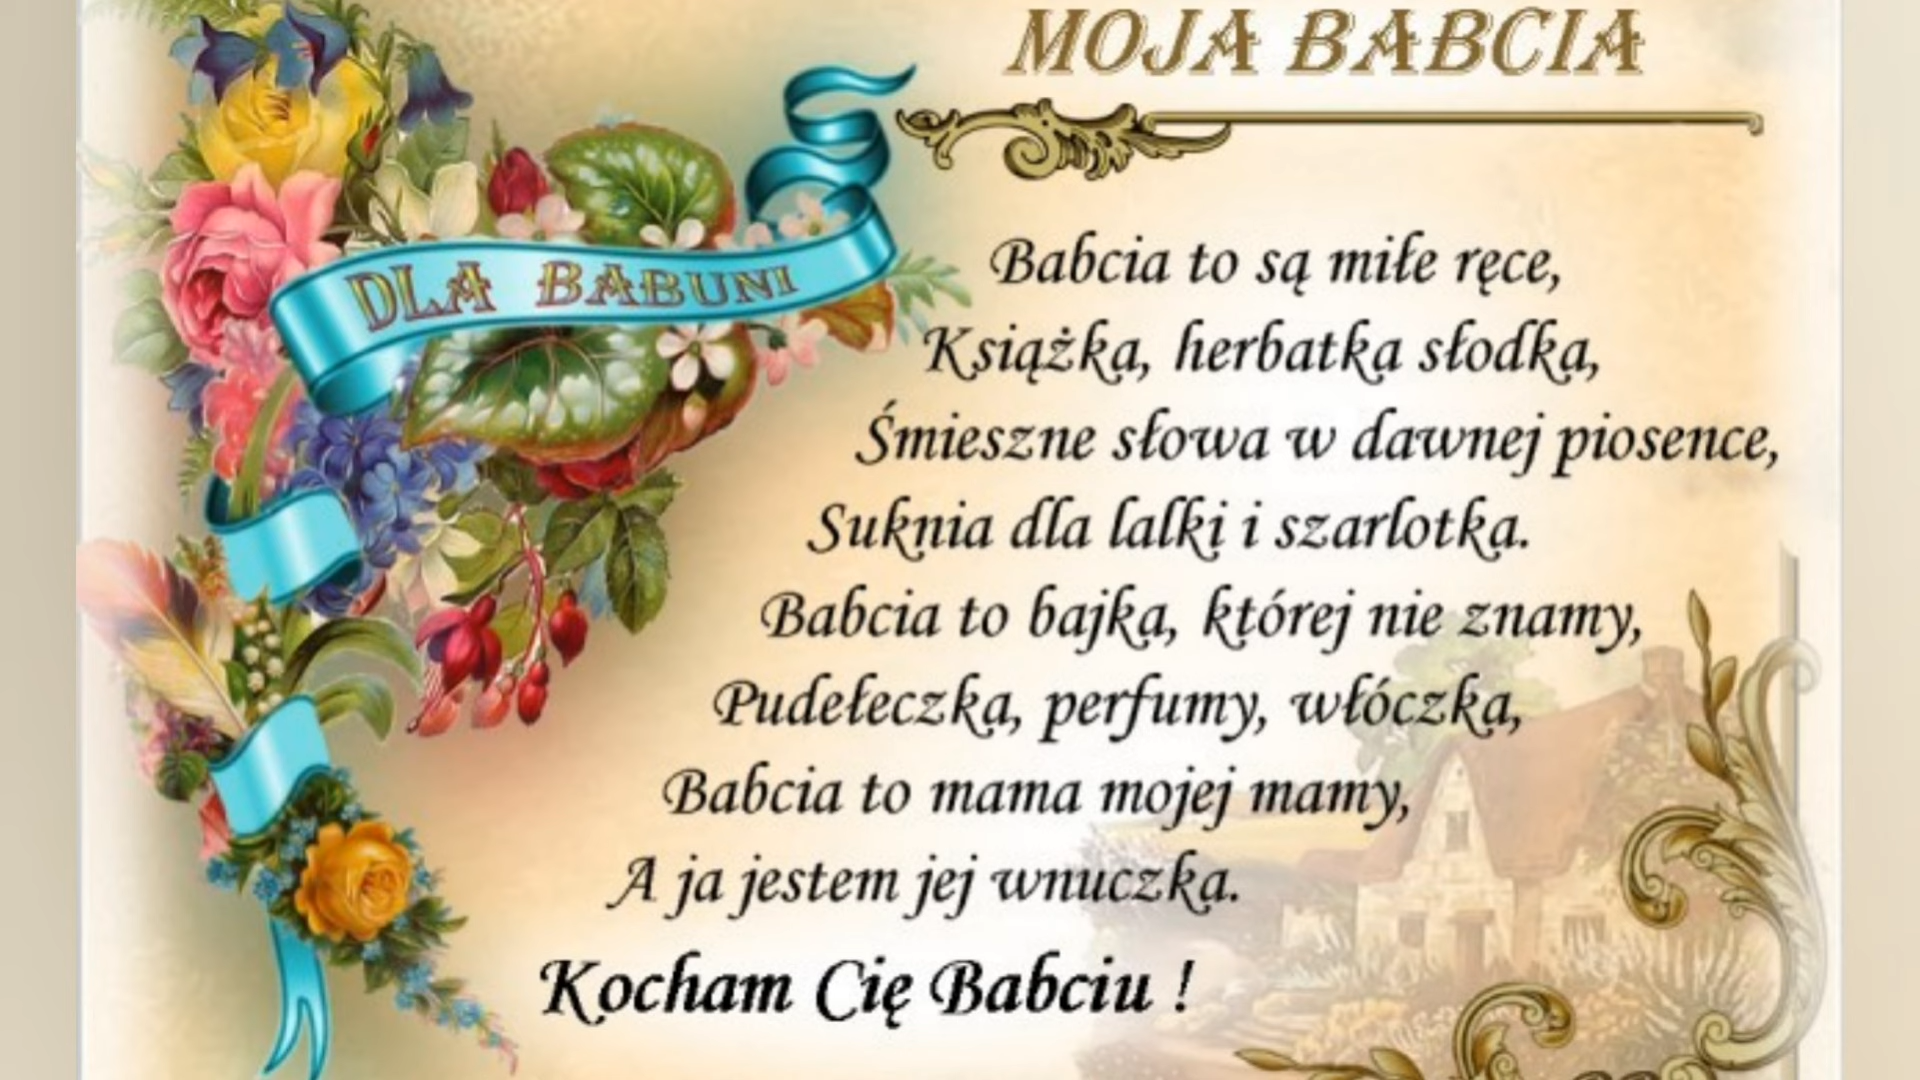 MOJA BABCIA
DLA BABUNI
Babcia to są miłe ręce,
Książka, herbatka słodka,
Śmieszne słowa w dawnej piosence,
Suknia dla lalki i szarlotka.
Babcia to bajka, której nie znamy,
Pudełeczka, perfumy, włóczka,
Babcia to mama mojej mamy,
A ja jestem jej wnuczka.
Kocham Cię Babciu !